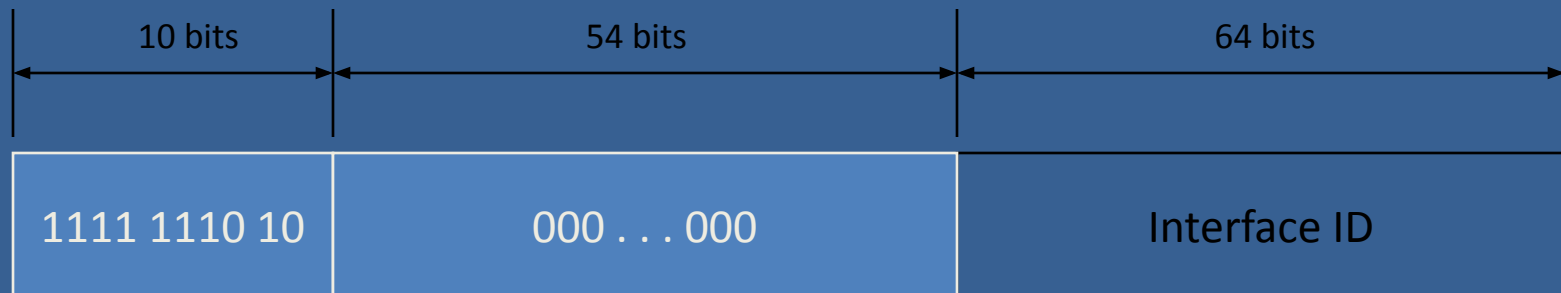 10 bits 54 bits 64 bits
1111 1110 10 000 . . . 000 Interface ID